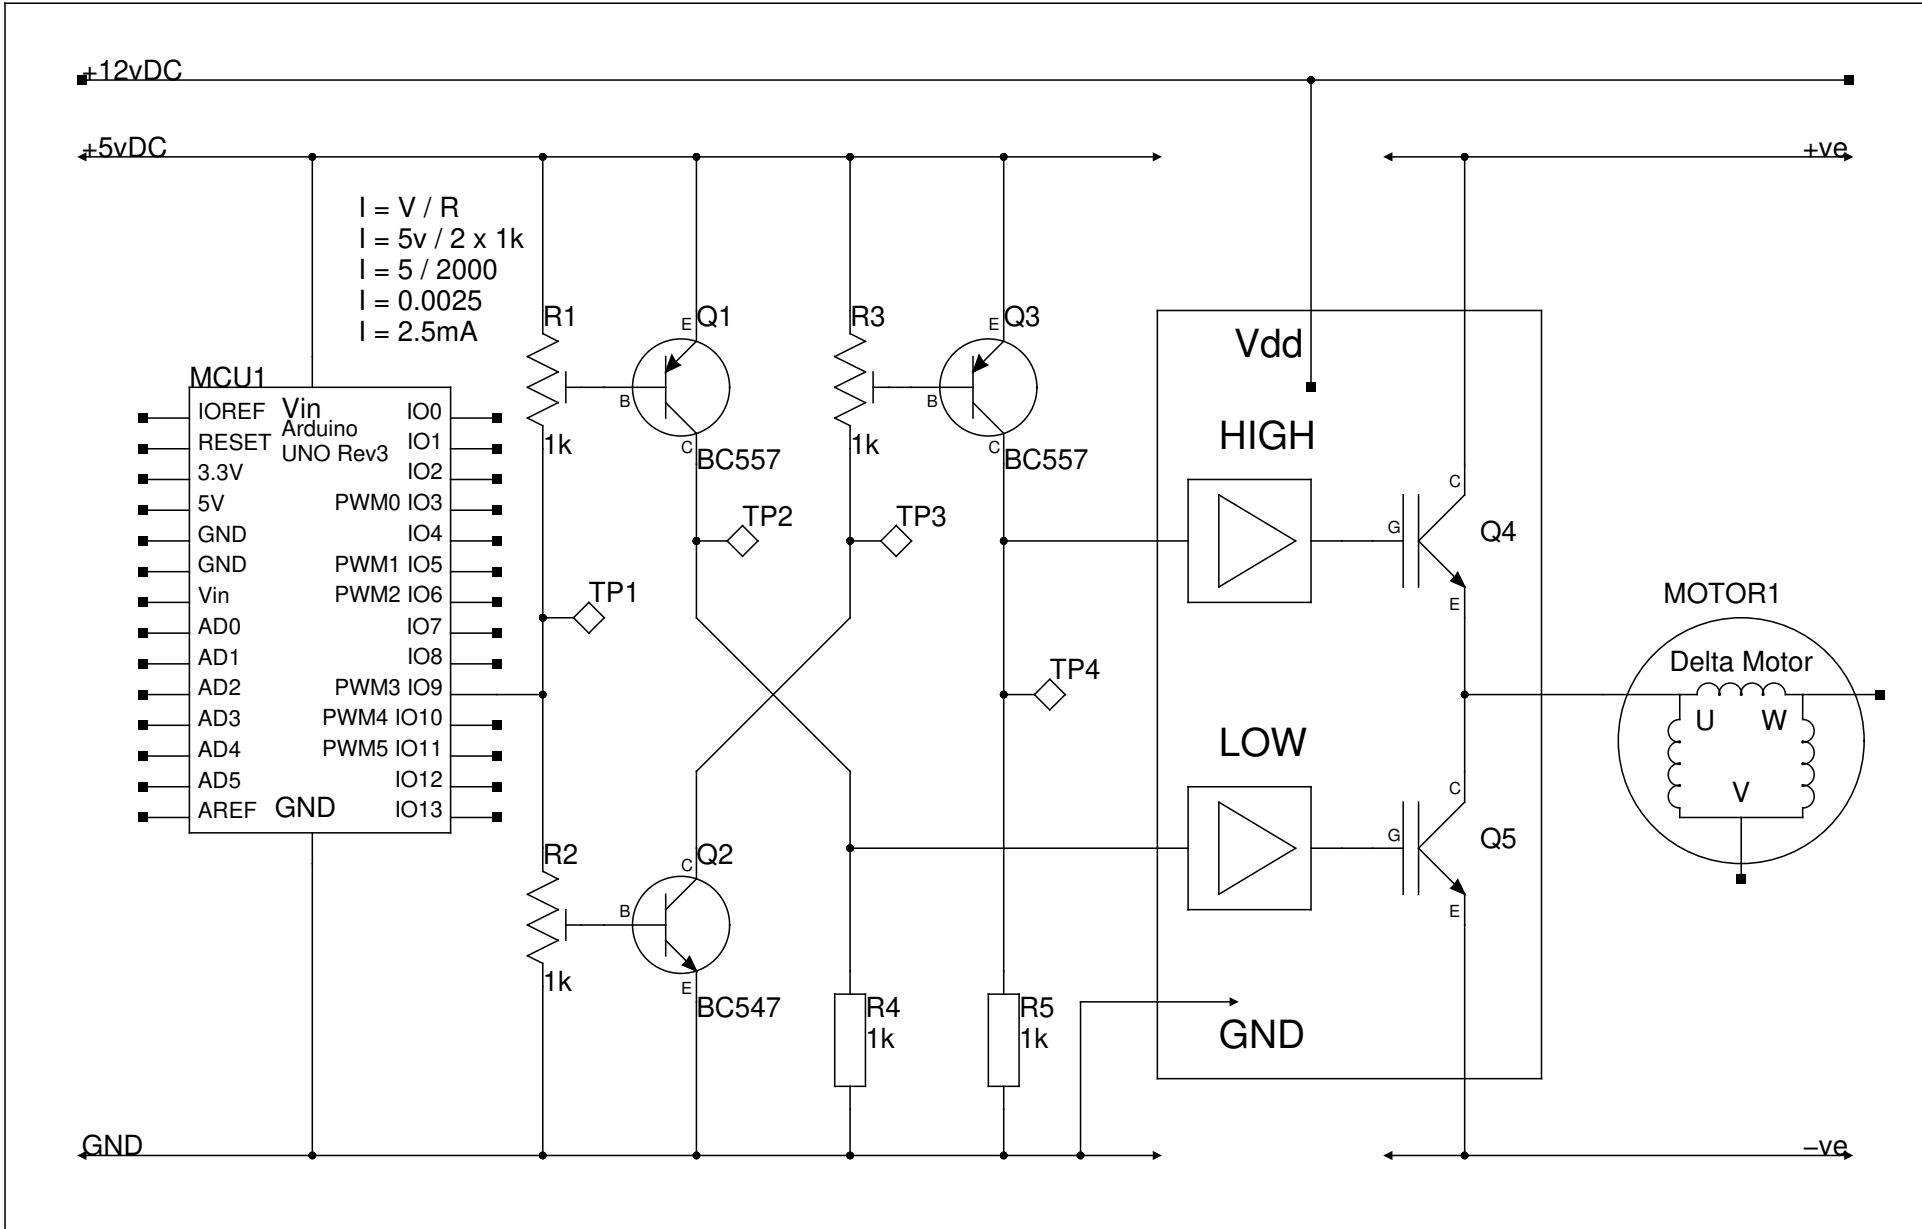 +12vDC
+5vDC
+ve
I = V / R
I = 5v / 2 x 1k
I = 5 / 2000
I = 0.0025
I = 2.5mA
R1
1k
E
Q1
B
C
BC557
R3
1k
E
Q3
B
C
BC557
MCU1
Vin
Arduino
UNO Rev3
IOREF
RESET
3.3V
5V
GND
GND
Vin
AD0
AD1
AD2
AD3
AD4
AD5
AREF
GND
IO0
IO1
IO2
PWM0 IO3
IO4
PWM1 IO5
PWM2 IO6
IO7
IO8
PWM3 IO9
PWM4 IO10
PWM5 IO11
IO12
IO13
TP1
TP2
TP3
TP4
R2
1k
C
Q2
B
E
BC547
R4
1k
R5
1k
Vdd
HIGH
C
G
Q4
E
LOW
C
G
Q5
E
GND
MOTOR1
Delta Motor
U
W
V
GND
–ve